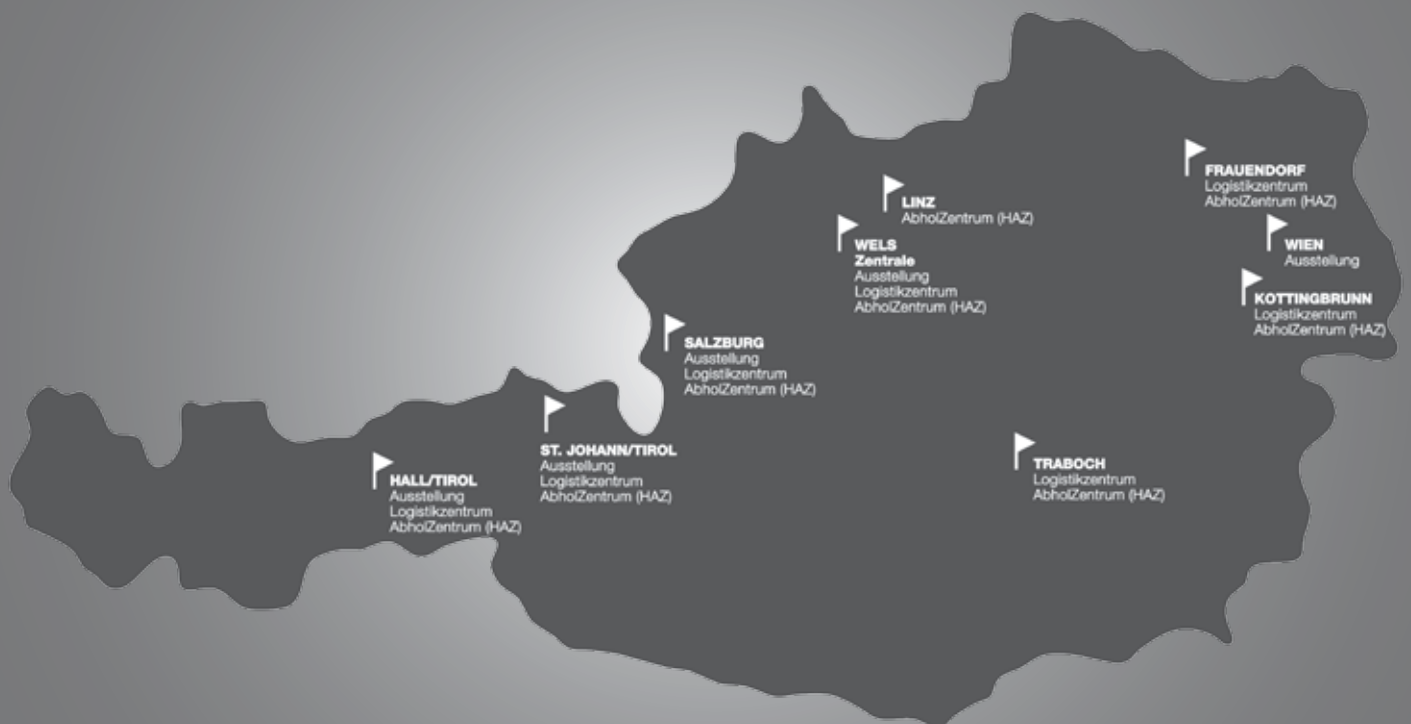 FRAUENDORF
Logistikzentrum
AbholZentrum (HAZ)
LINZ
AbholZentrum (HAZ)
WELS
Zentrale
Ausstellung
Logistikzentrum
AbholZentrum (HAZ)
WIEN
Ausstellung
KOTTINGBRUNN
Logistikzentrum
AbholZentrum (HAZ)
SALZBURG
Ausstellung
Logistikzentrum
AbholZentrum (HAZ)
ST. JOHANN/TIROL
Ausstellung
Logistikzentrum
AbholZentrum (HAZ)
HALL/TIROL
Ausstellung
Logistikzentrum
AbholZentrum (HAZ)
TRABOCH
Logistikzentrum
AbholZentrum (HAZ)